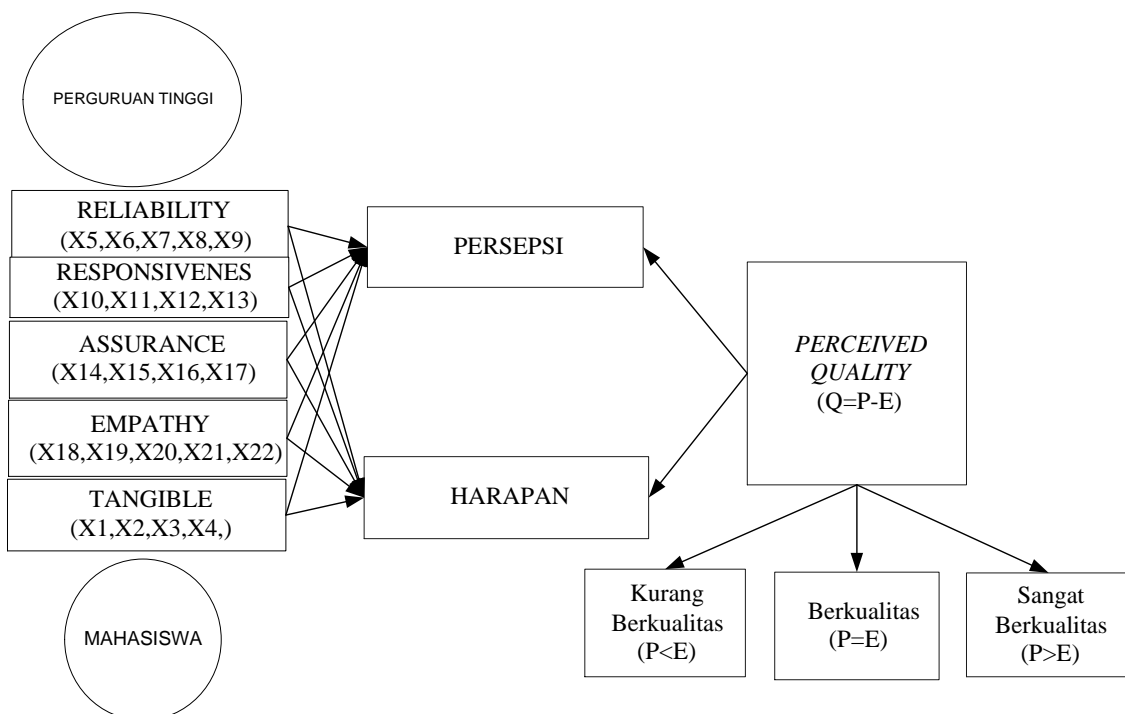 PERGURUAN TINGGI
RELIABILITY
(X5,X6,X7,X8,X9)
RESPONSIVENES
(X10,X11,X12,X13)
ASSURANCE
(X14,X15,X16,X17)
EMPATHY
(X18,X19,X20,X21,X22)
TANGIBLE
(X1,X2,X3,X4,)
MAHASISWA
PERSEPSI
HARAPAN
PERCEIVED
QUALITY
(Q=P-E)
Kurang
Berkualitas
(P<E)
Berkualitas
(P=E)
Sangat
Berkualitas
(P>E)